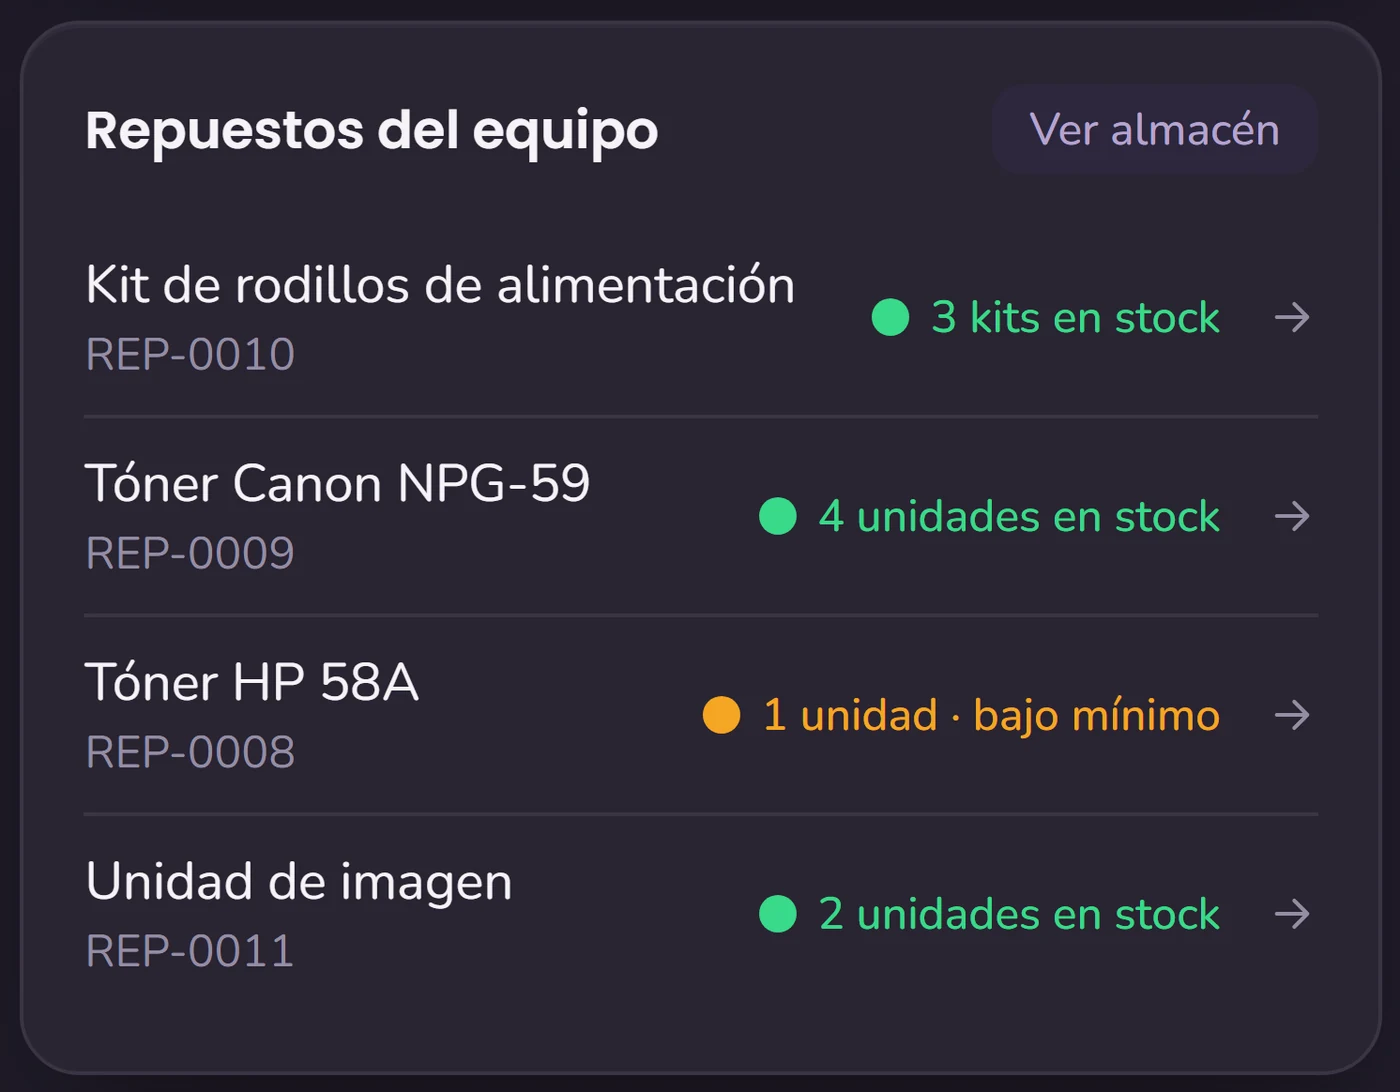 Repuestos del equipo
Ver almacén
Kit de rodillos de alimentación
REP-0010
3 kits en stock
Tóner Canon NPG-59
REP-0009
4 unidades en stock
Tóner HP 58A
REP-0008
1 unidad · bajo mínimo
Unidad de imagen
REP-0011
2 unidades en stock